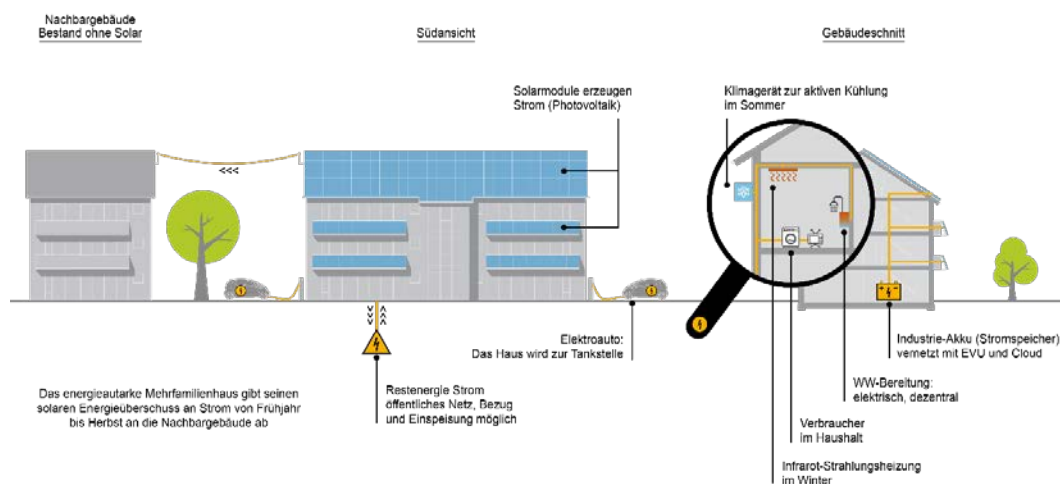 Nachbargebäude
Bestand ohne Solar
Südansicht
Gebäudeschnitt
Solarmodule erzeugen
Strom (Photovoltaik)
Klimagerät zur aktiven Kühlung
im Sommer
<<<
Elektroauto:
Das Haus wird zur Tankstelle
Industrie-Akku (Stromspeicher)
vernetzt mit EVU und Cloud
Das energieautarke Mehrfamilienhaus gibt seinen
solaren Energieüberschuss an Strom von Frühjahr
bis Herbst an die Nachbargebäude ab
Restenergie Strom
öffentliches Netz, Bezug
und Einspeisung möglich
WW-Bereitung:
elektrisch, dezentral
Verbraucher
im Haushalt
Infrarot-Strahlungsheizung
im Winter